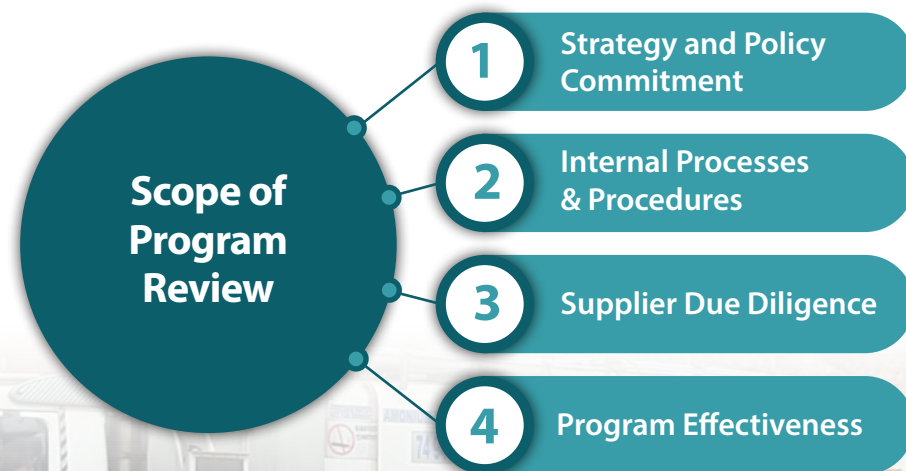 Scope of
Program
Review
1
Strategy and Policy
Commitment
2
Internal Processes
& Procedures
3
Supplier Due Diligence
4
Program Effectiveness